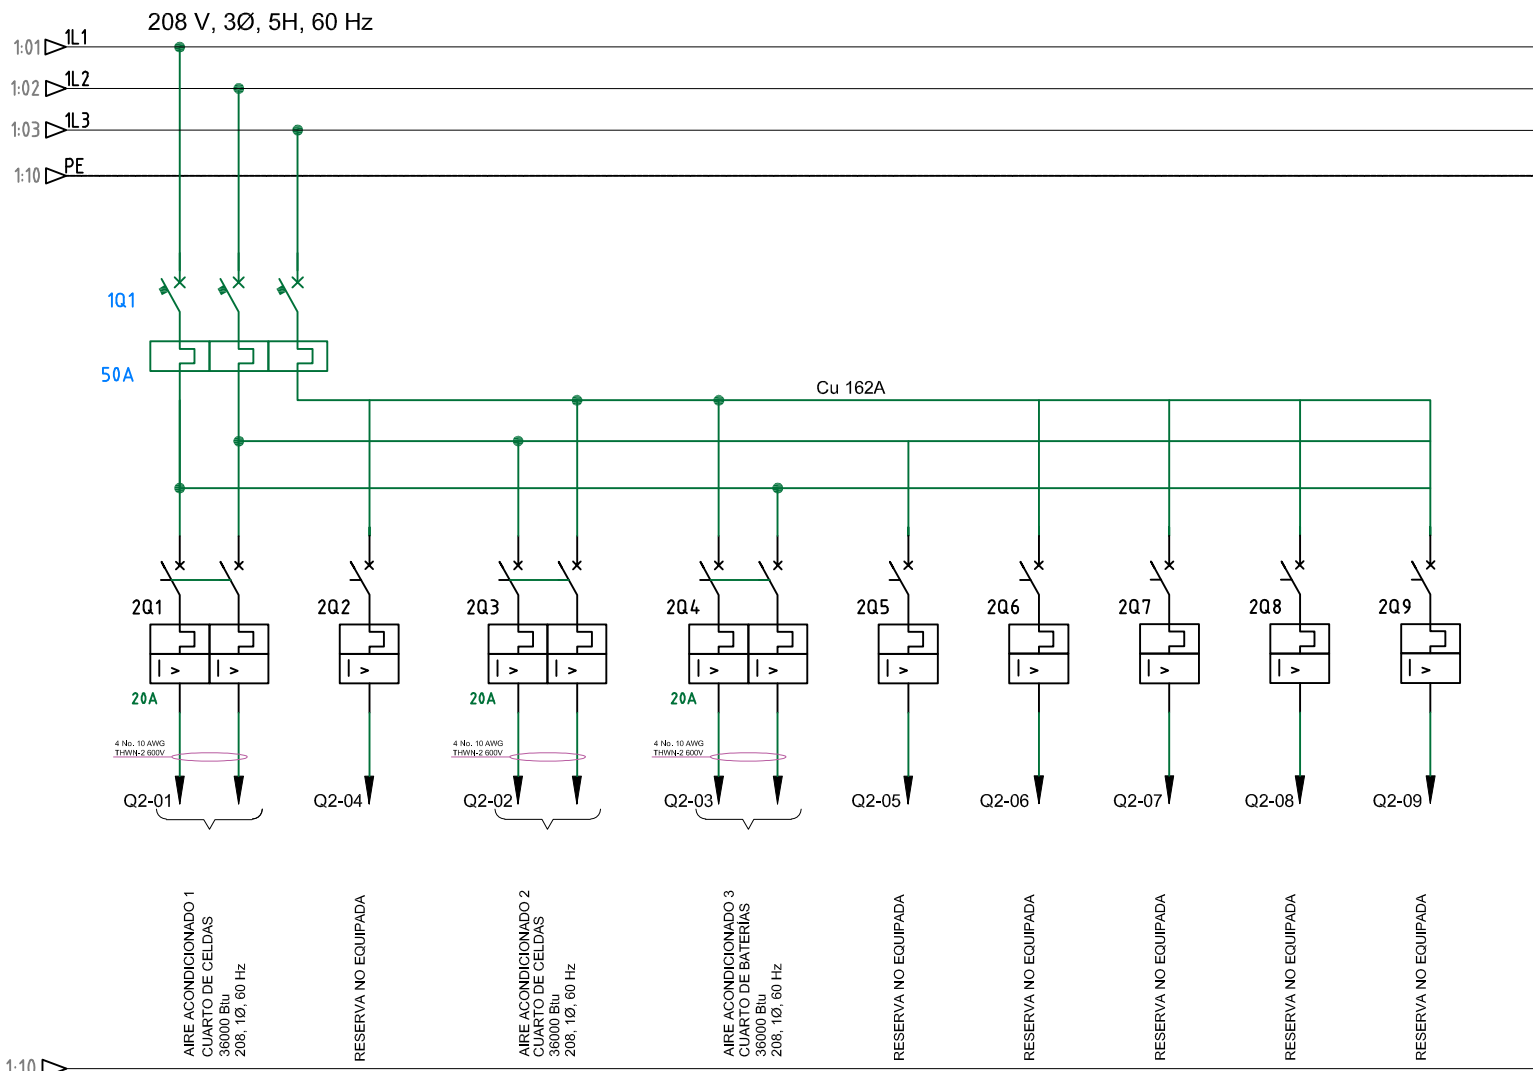 208 V, 3Ø, 5H, 60 Hz
1:01 1L1
1:02 1L2
1:03 1L3
1:10 PE
1Q1
50A
Cu 162A
2Q1
2Q2
2Q3
2Q4
2Q5
2Q6
2Q7
2Q8
2Q9
I >
I >
I >
I >
I >
I >
I >
I >
I >
I >
I >
I >
20A
20A
20A
4 No. 10 AWG
THWN-2 600V
4 No. 10 AWG
THWN-2 600V
4 No. 10 AWG
THWN-2 600V
Q2-01
Q2-04
Q2-02
Q2-03
Q2-05
Q2-06
Q2-07
Q2-08
Q2-09
AIRE ACONDICIONADO 1
CUARTO DE CELDAS
36000 Btu
208, 1Ø, 60 Hz
RESERVA NO EQUIPADA
AIRE ACONDICIONADO 2
CUARTO DE CELDAS
36000 Btu
208, 1Ø, 60 Hz
AIRE ACONDICIONADO 3
CUARTO DE BATERÍAS
36000 Btu
208, 1Ø, 60 Hz
RESERVA NO EQUIPADA
RESERVA NO EQUIPADA
RESERVA NO EQUIPADA
RESERVA NO EQUIPADA
RESERVA NO EQUIPADA
1:10